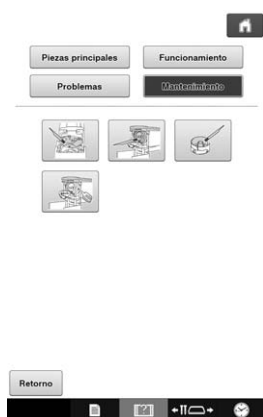 Piezas principales
Funcionamiento
Problemas
Mantenimiento
Retorno